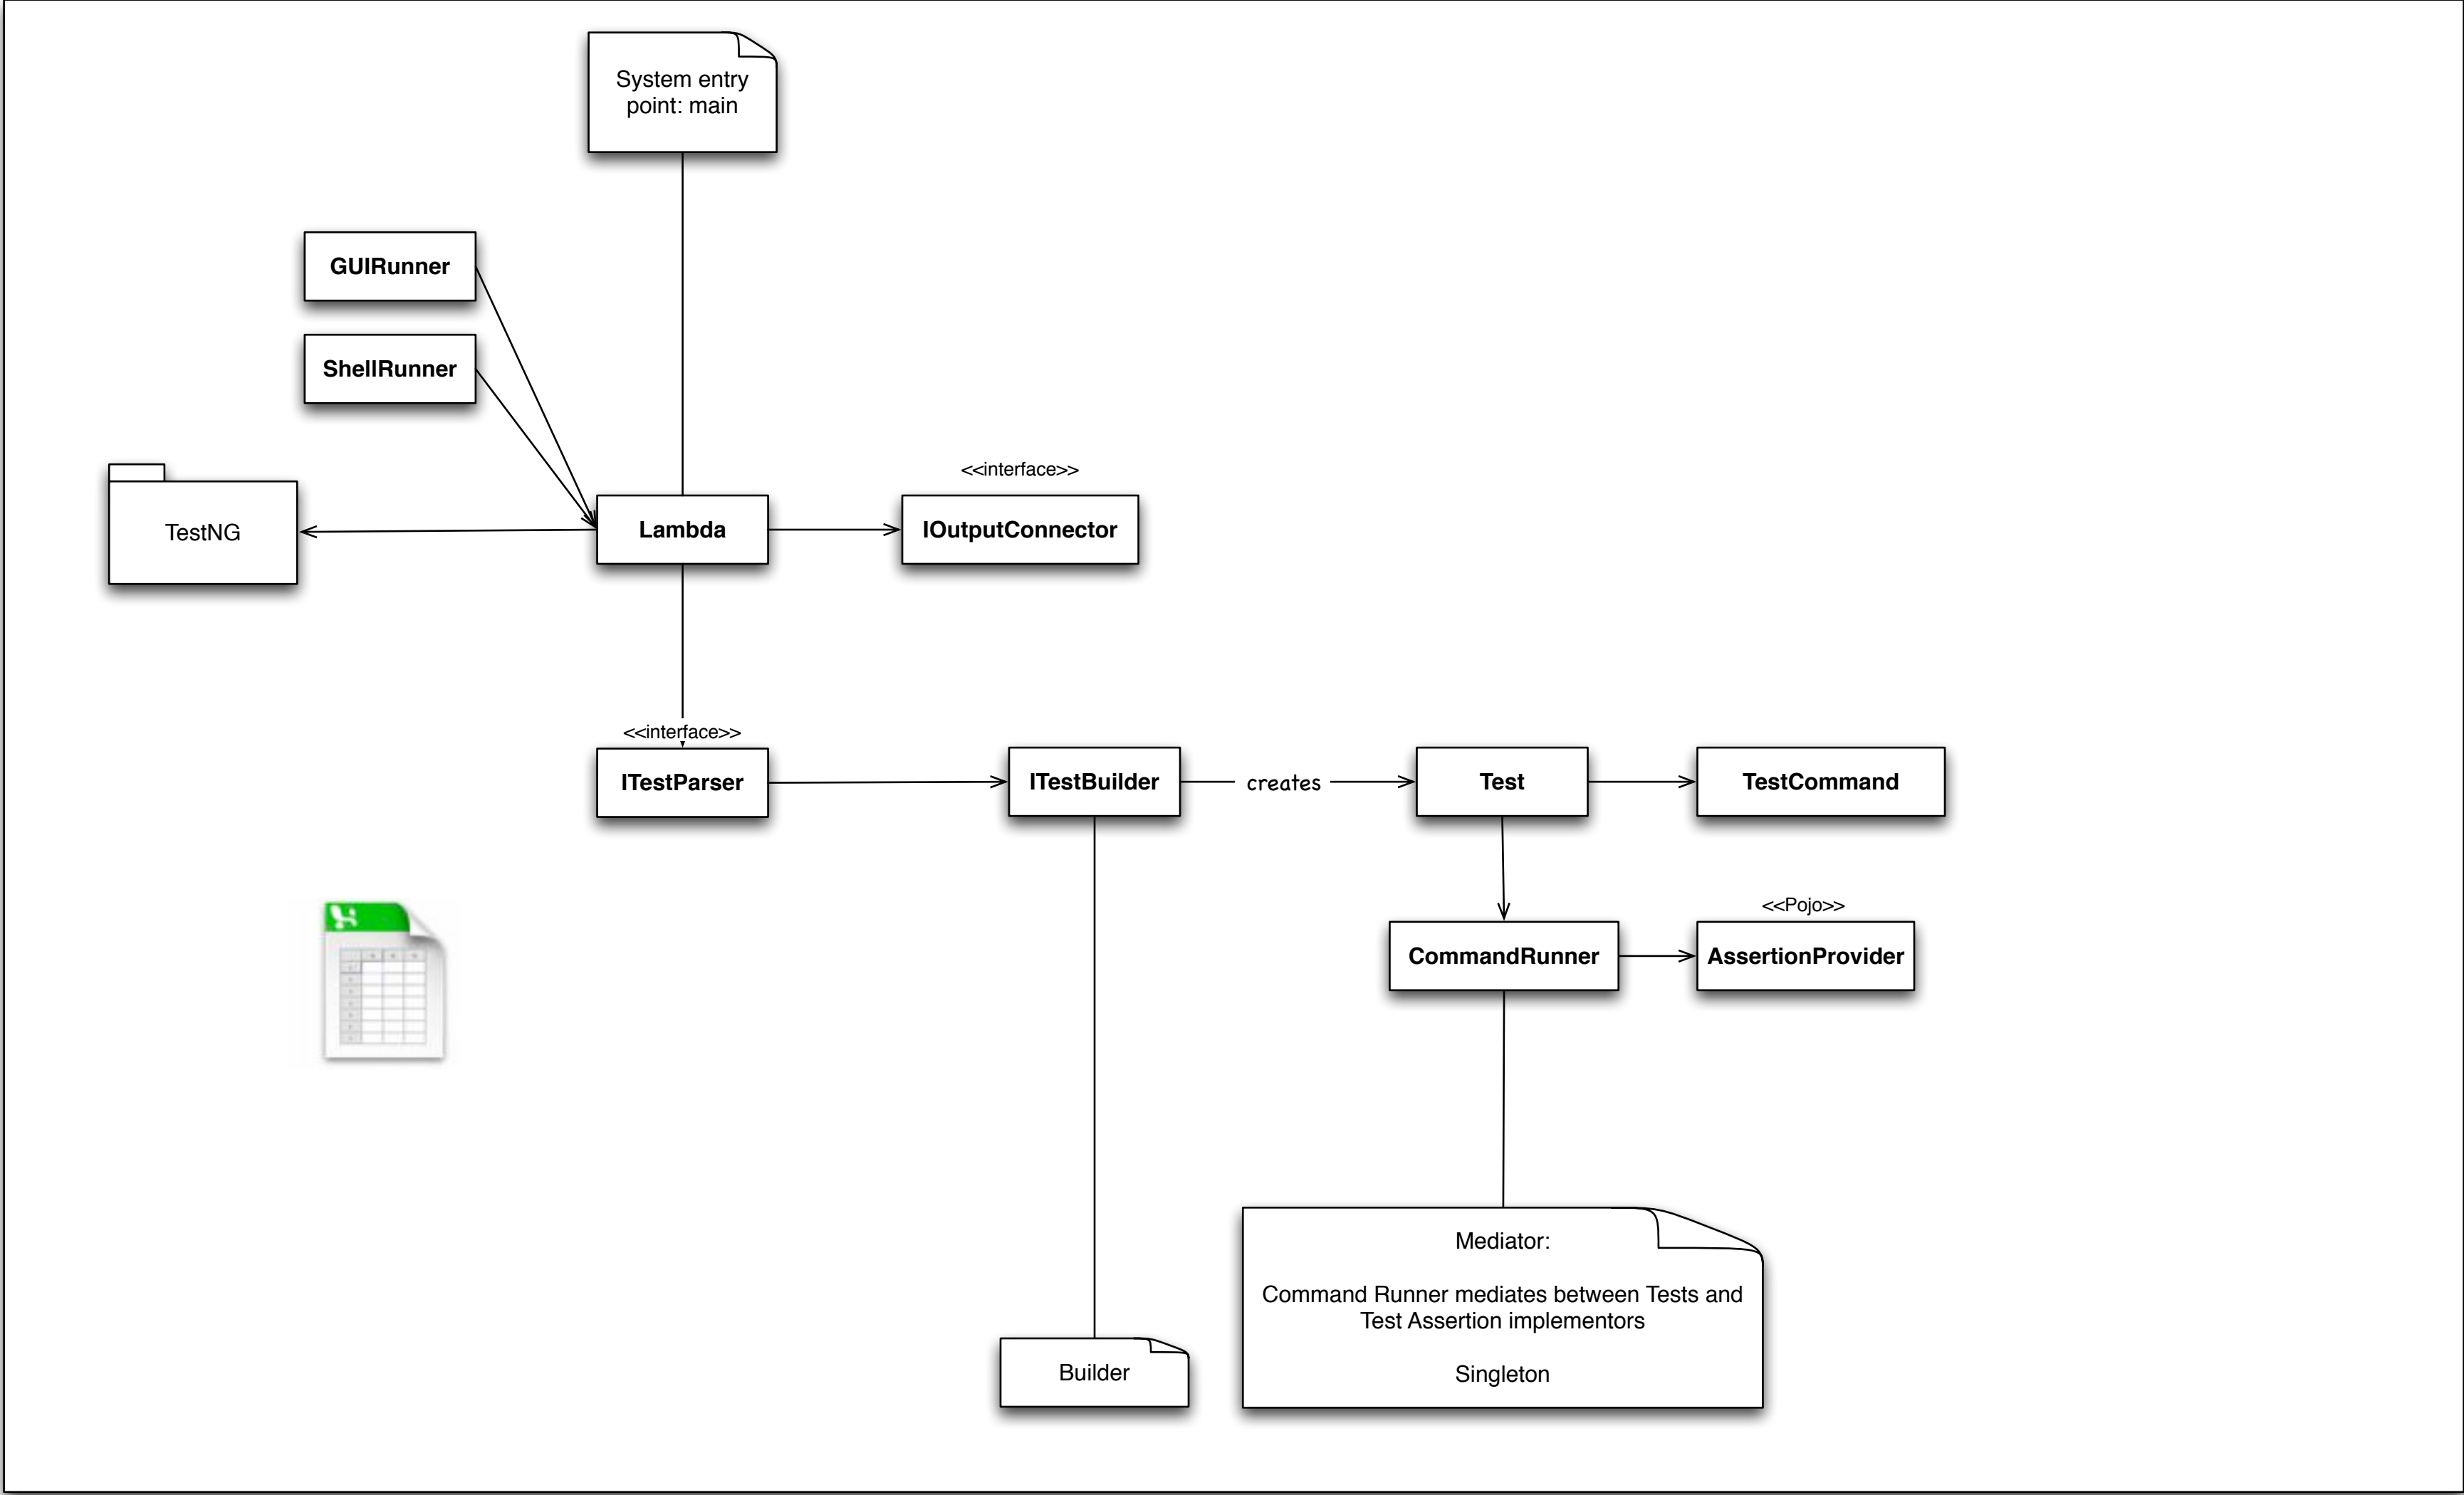 System entry
point: main
GUIRunner
ShellRunner
<<interface>>
TestNG
Lambda
IOutputConnector
<<interface>>
ITestParser
ITestBuilder
creates
Test
TestCommand
<<Pojo>>
CommandRunner
AssertionProvider
Mediator:
Command Runner mediates between Tests and
Test Assertion implementors
Singleton
Builder